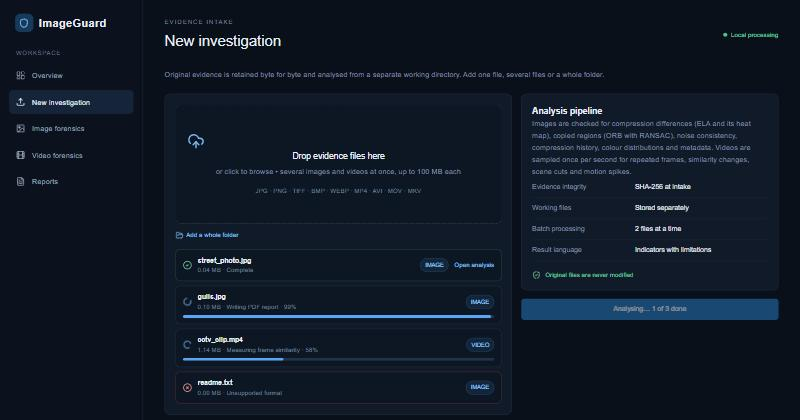 ImageGuard
WORKSPACE
Overview
New investigation
Image forensics
Video forensics
Reports
EVIDENCE INTAKE
New investigation
Local processing
Original evidence is retained byte for byte and analysed from a separate working directory. Add one file, several files or a whole folder.
Drop evidence files here
or click to browse • several images and videos at once, up to 100 MB each
JPG · PNG · TIFF · BMP · WEBP · MP4 · AVI · MOV · MKV
Add a whole folder
street_photo.jpg
0.04 MB · Complete
IMAGE
Open analysis
gulls.jpg
0.10 MB · Writing PDF report · 99%
IMAGE
cctv_clip.mp4
1.14 MB · Measuring frame similarity · 56%
VIDEO
readme.txt
0.00 MB · Unsupported format
IMAGE
Analysis pipeline
Images are checked for compression differences (ELA and its heat
map), copied regions (ORB with RANSAC), noise consistency,
compression history, colour distributions and metadata. Videos are
sampled once per second for repeated frames, similarity changes,
scene cuts and motion spikes.
Evidence integrity SHA-256 at intake
Working files Stored separately
Batch processing 2 files at a time
Result language Indicators with limitations
Original files are never modified
Analysing... 1 of 3 done